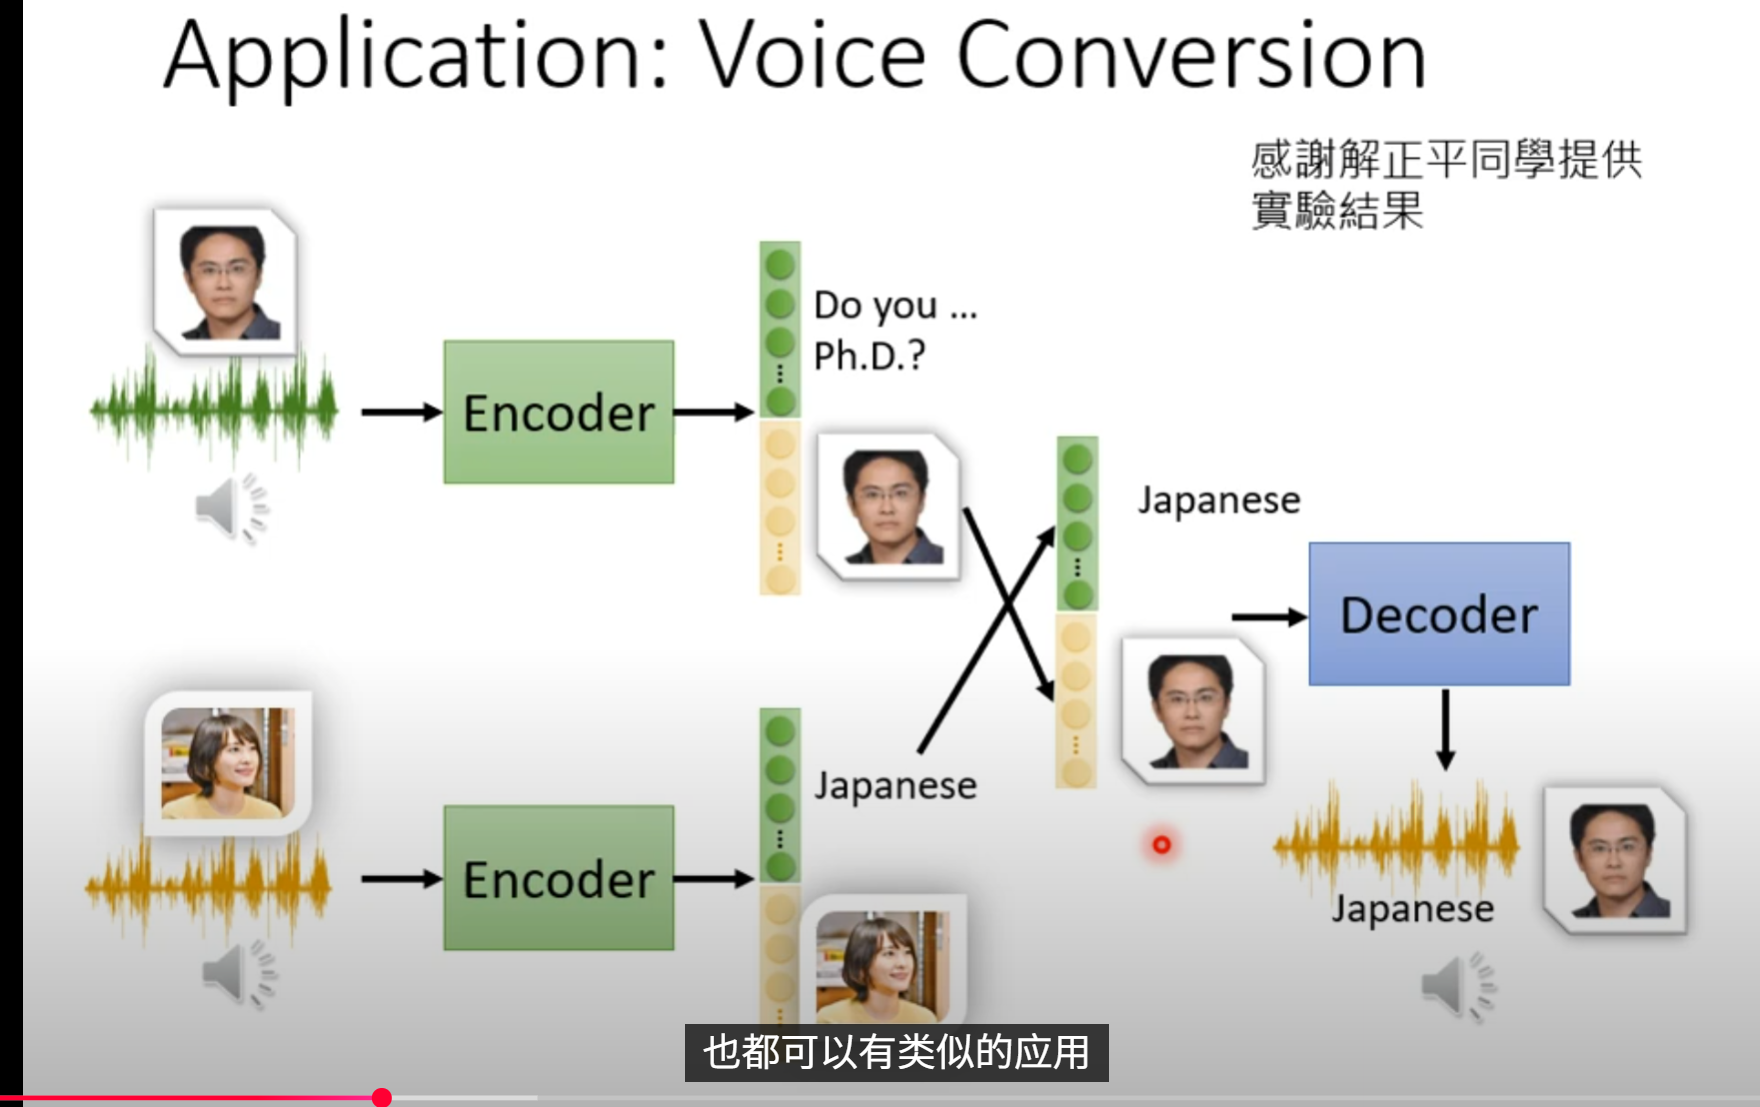 Application: Voice Conversion
感謝解正平同學提供
實驗結果
Do you ...
Ph.D.?
Encoder
Japanese
Decoder
Japanese
Encoder
Japanese
也都可以有类似的应用